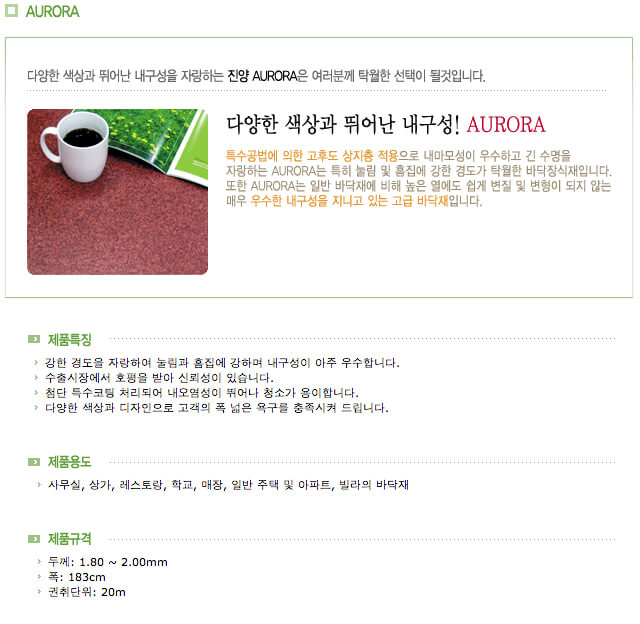 AURORA
다양한 색상과 뛰어난 내구성을 자랑하는 진양 AURORA은 여러분께 탁월한 선택이 될것입니다.
다양한 색상과 뛰어난 내구성! AURORA
특수공법에 의한 고후도 상지층 적용으로 내마모성이 우수하고 긴 수명을
자랑하는 AURORA는 특히 눌림 및 흠집에 강한 경도가 탁월한 바닥장식재입니다.
또한 AURORA는 일반 바닥재에 비해 높은 열에도 쉽게 변질 및 변형이 되지 않는
매우 우수한 내구성을 지니고 있는 고급 바닥재입니다.
제품특징
강한 경도을 자랑하여 눌림과 흠집에 강하며 내구성이 아주 우수합니다.
수출시장에서 호평을 받아 신뢰성이 있습니다.
첨단 특수코팅 처리되어 내오염성이 뛰어나 청소가 용이합니다.
다양한 색상과 디자인으로 고객의 폭 넓은 욕구를 충족시켜 드립니다.
제품용도
사무실, 상가, 레스토랑, 학교, 매장, 일반 주택 및 아파트, 빌라의 바닥재
제품규격
두께: 1.80 ~ 2.00mm
폭: 183cm
권취단위: 20m